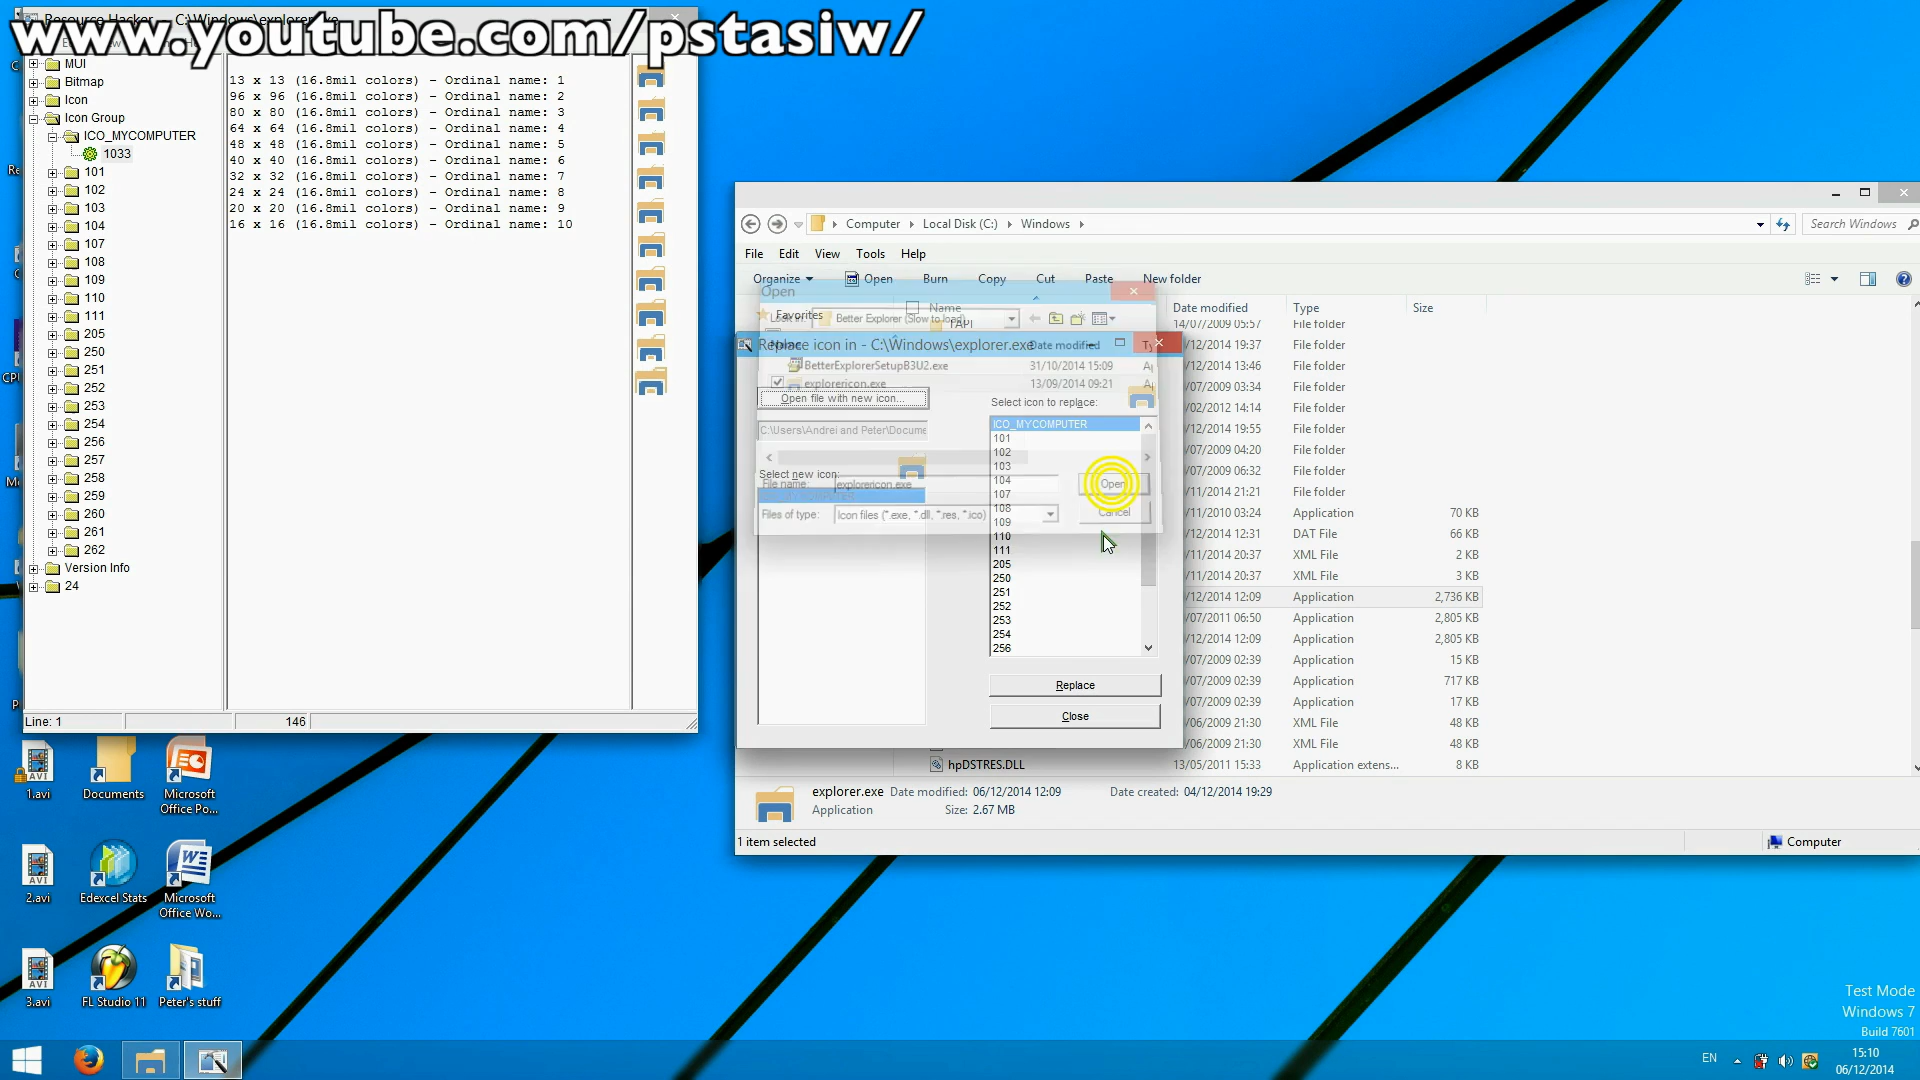 www.youtube.com/pstasiw/
Resource Hacker - C:\Windows\explorer.exe
MUI
Bitmap
Icon
Icon Group
ICO_MYCOMPUTER
1033
101
102
103
104
107
108
109
110
111
205
250
251
252
253
254
256
257
258
259
260
261
262
Version Info
24
13 x 13 (16.8mil colors) - Ordinal name: 1
96 x 96 (16.8mil colors) - Ordinal name: 2
80 x 80 (16.8mil colors) - Ordinal name: 3
64 x 64 (16.8mil colors) - Ordinal name: 4
48 x 48 (16.8mil colors) - Ordinal name: 5
40 x 40 (16.8mil colors) - Ordinal name: 6
32 x 32 (16.8mil colors) - Ordinal name: 7
24 x 24 (16.8mil colors) - Ordinal name: 8
20 x 20 (16.8mil colors) - Ordinal name: 9
16 x 16 (16.8mil colors) - Ordinal name: 10
Line: 1
146
Computer Local Disk (C:) Windows
Search Windows
File Edit View Tools Help
Organize Open Burn Copy Cut Paste New folder
Name Date modified Type Size
Favorites
14/07/2009 05:57 File folder
/12/2014 19:37 File folder
/12/2014 13:46 File folder
/07/2009 03:34 File folder
/02/2012 14:14 File folder
/04/2009 19:55 File folder
/07/2009 04:20 File folder
/07/2009 06:32 File folder
/11/2014 21:21 File folder
/11/2010 03:24 Application 70 KB
/12/2014 12:31 DAT File 66 KB
/11/2014 20:37 XML File 2 KB
/11/2014 20:37 XML File 3 KB
/12/2014 12:09 Application 2,736 KB
/07/2011 06:50 Application 2,805 KB
/12/2014 12:09 Application 2,805 KB
/07/2009 02:39 Application 15 KB
/07/2009 02:39 Application 717 KB
/07/2009 02:39 Application 17 KB
/06/2009 21:30 XML File 48 KB
/06/2009 21:30 XML File 48 KB
hpDSTRES.DLL 13/05/2011 15:33 Application extens... 8 KB
explorer.exe Date modified: 06/12/2014 12:09 Date created: 04/12/2014 19:29
Application Size: 2.67 MB
1 item selected
Computer
Open
Look in: Better Explorer (Slow to load)
Name Date modified Ty
BetterExplorerSetupB3U2.exe 31/10/2014 15:09
explorericon.exe 13/09/2014 09:21
File name: explorericon.exe
Open
Files of type: Icon files (*.exe, *.dll, *.res, *.ico)
Cancel
Replace icon in - C:\Windows\explorer.exe
Open file with new icon...
C:\Users\Andrei and Peter\Docume
Select new icon:
Select icon to replace:
ICO_MYCOMPUTER
101
102
103
104
107
108
109
110
111
205
250
251
252
253
254
256
Replace
Close
1.avi
Documents
Microsoft Office Po...
2.avi
Edexcel Stats
Microsoft Office Wo...
3.avi
FL Studio 11
Peter's stuff
Test Mode
Windows 7
Build 7601
EN
15:10
06/12/2014